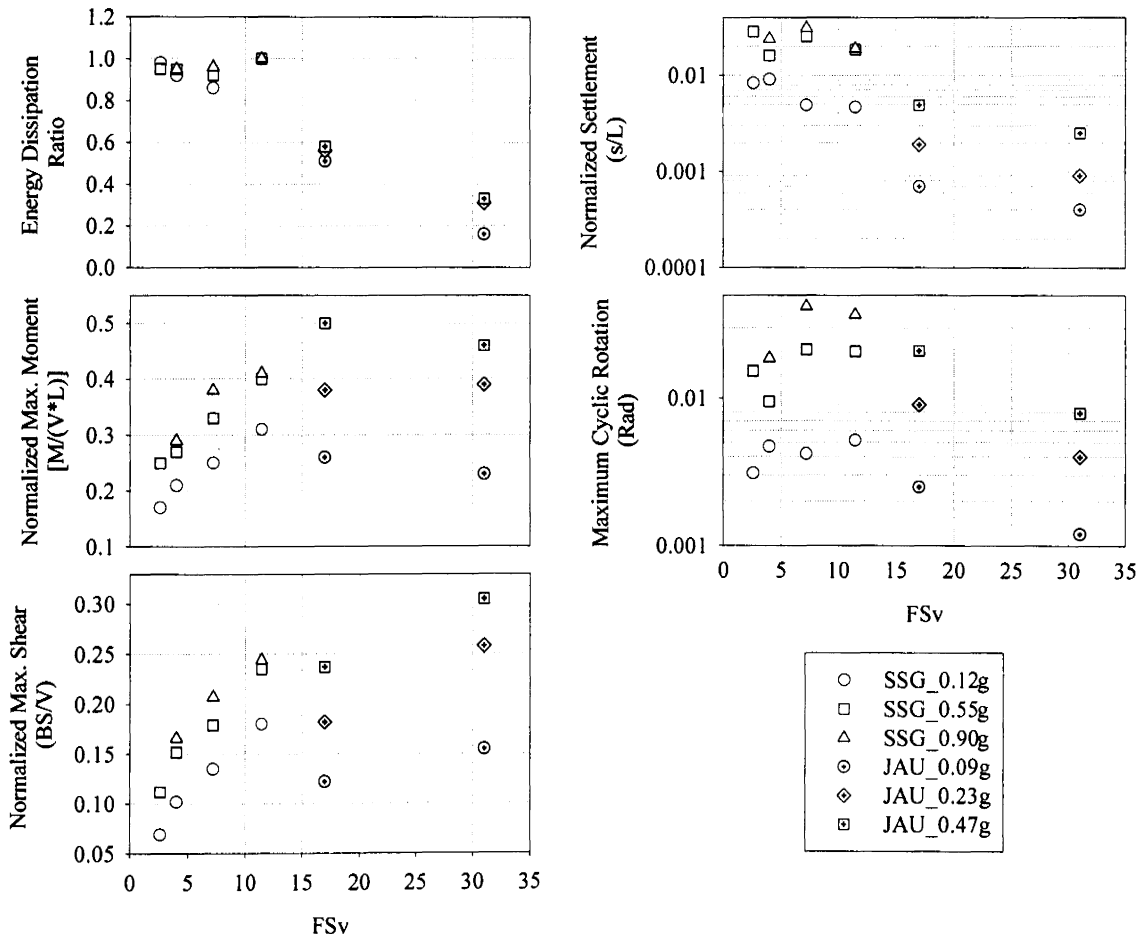 Energy Dissipation
Ratio
1.2
1.0
0.8
0.6
0.4
0.2
0.0
Normalized Max. Moment
[M/(V*L)]
0.5
0.4
0.3
0.2
0.1
Normalized Max. Shear
(BS/V)
0.30
0.25
0.20
0.15
0.10
0.05
0 5 10 15 20 25 30 35
FSv
Normalized Settlement
(s/L)
0.01
0.001
0.0001
Maximum Cyclic Rotation
(Rad)
0.01
0.001
0 5 10 15 20 25 30 35
FSv
SSG_0.12g
SSG_0.55g
SSG_0.90g
JAU_0.09g
JAU_0.23g
JAU_0.47g